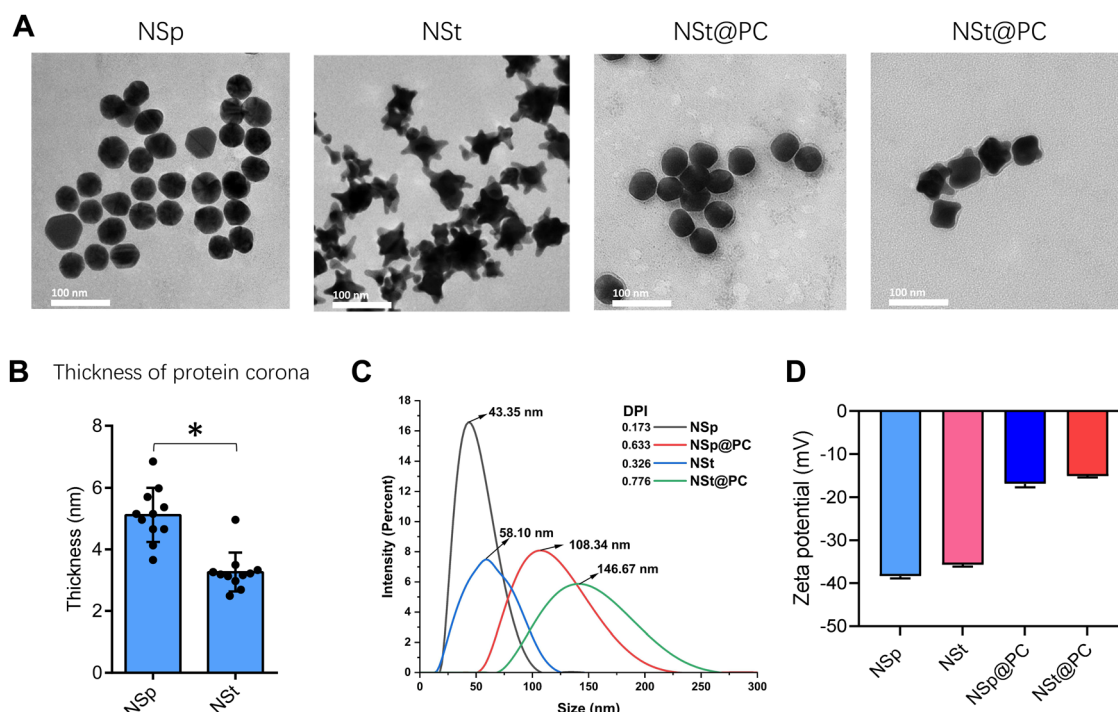 A
NSp
NSt
NSt@PC
NSt@PC
100 nm
100 nm
100 nm
100 nm
B
Thickness of protein corona
Thickness (nm)
8
6
4
2
0
*
NSp
NSt
C
Intensity (Percent)
18
16
14
12
10
8
6
4
2
0
43.35 nm
58.10 nm
108.34 nm
146.67 nm
DPI
0.173 NSp
0.633 NSp@PC
0.326 NSt
0.776 NSt@PC
0 50 100 150 200 250 300
Size (nm)
D
Zeta potential (mV)
0
-10
-20
-30
-40
-50
NSp
NSt
NSp@PC
NSt@PC